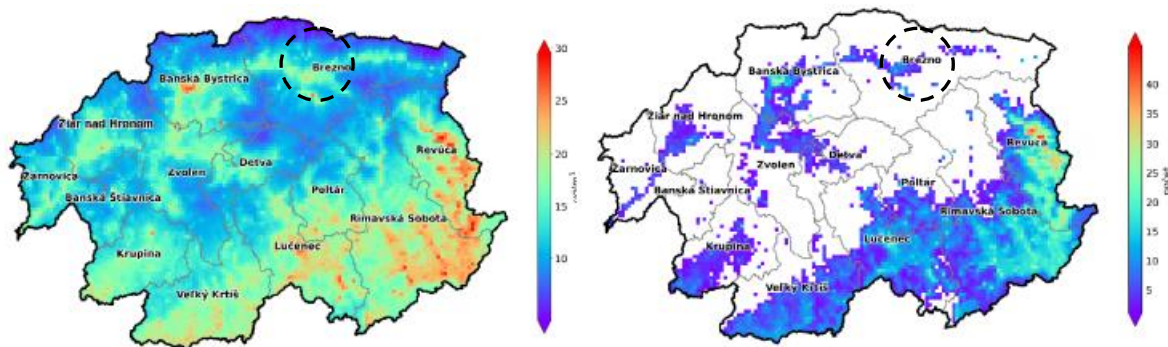 Brezno
Banská Bystrica
Žiar nad Hronom
Revúca
Žarnovica
Zvolen
Detva
Poltár
Banská Štiavnica
Rimavská Sobota
Lučenec
Krupina
Veľký Krtíš
30
25
20
15
10
Brezno
Banská Bystrica
Žiar nad Hronom
Revúca
Žarnovica
Zvolen
Detva
Poltár
Banská Štiavnica
Rimavská Sobota
Lučenec
Krupina
Veľký Krtíš
40
35
30
25
20
15
10
5